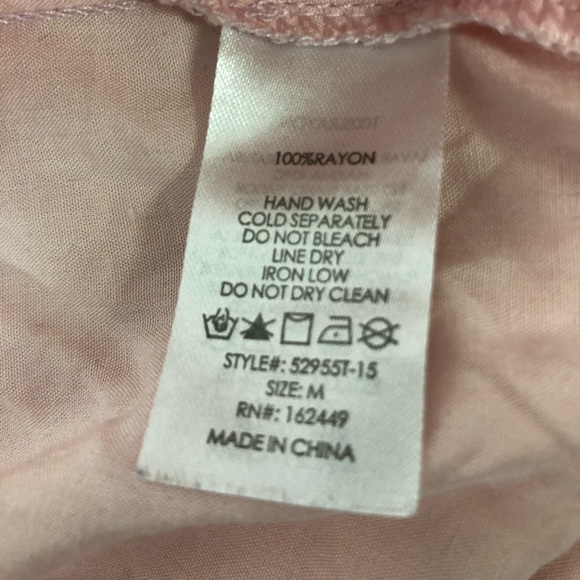 100%RAYON
HAND WASH
COLD SEPARATELY
DO NOT BLEACH
LINE DRY
IRON LOW
DO NOT DRY CLEAN
STYLE#: 52955T-15
SIZE: M
RN#: 162449
MADE IN CHINA